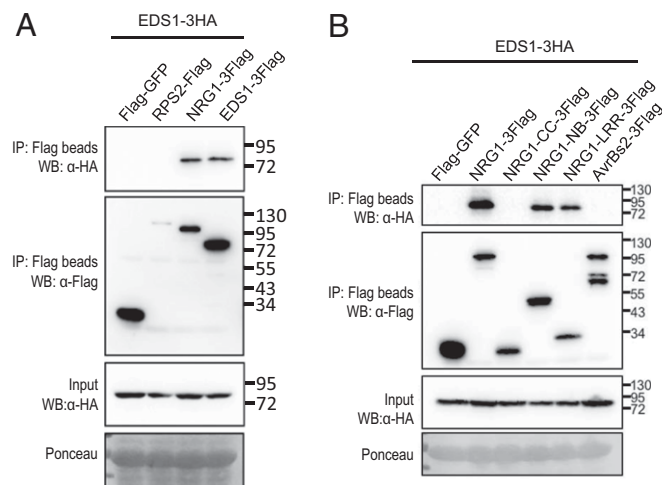 A
EDS1-3HA
Flag-GFP
RPS2-Flag
NRG1-3Flag
EDS1-3Flag
IP: Flag beads
WB: α-HA
95
72
IP: Flag beads
WB: α-Flag
130
95
72
55
43
34
Input
WB:α-HA
95
72
Ponceau
B
EDS1-3HA
Flag-GFP
NRG1-3Flag
NRG1-CC-3Flag
NRG1-NB-3Flag
NRG1-LRR-3Flag
AvrBs2-3Flag
IP: Flag beads
WB: α-HA
130
95
72
IP: Flag beads
WB: α-Flag
130
95
72
55
43
34
Input
WB:α-HA
130
95
72
Ponceau